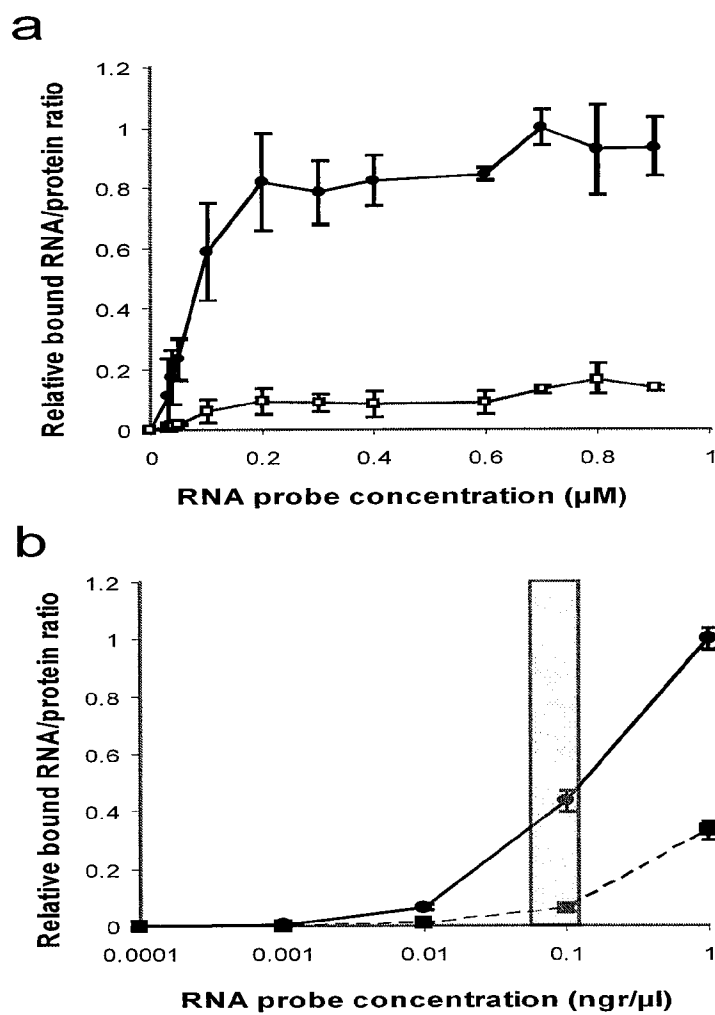 a
Relative bound RNA/protein ratio
1.2
1
0.8
0.6
0.4
0.2
0
0 0.2 0.4 0.6 0.8 1
RNA probe concentration (µM)
b
Relative bound RNA/protein ratio
1.2
1
0.8
0.6
0.4
0.2
0
0.0001 0.001 0.01 0.1 1
RNA probe concentration (ngr/µl)